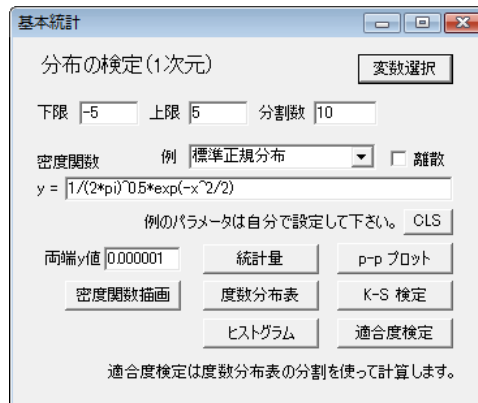 基本統計
分布の検定(1次元) 変数選択
下限 -5 上限 5 分割数 10
密度関数 例 標準正規分布 離散
y = 1/(2*pi)^0.5*exp(-x^2/2)
例のパラメータは自分で設定して下さい。 CLS
両端y値 0.000001 統計量 p-p プロット
密度関数描画 度数分布表 K-S 検定
ヒストグラム 適合度検定
適合度検定は度数分布表の分割を使って計算します。